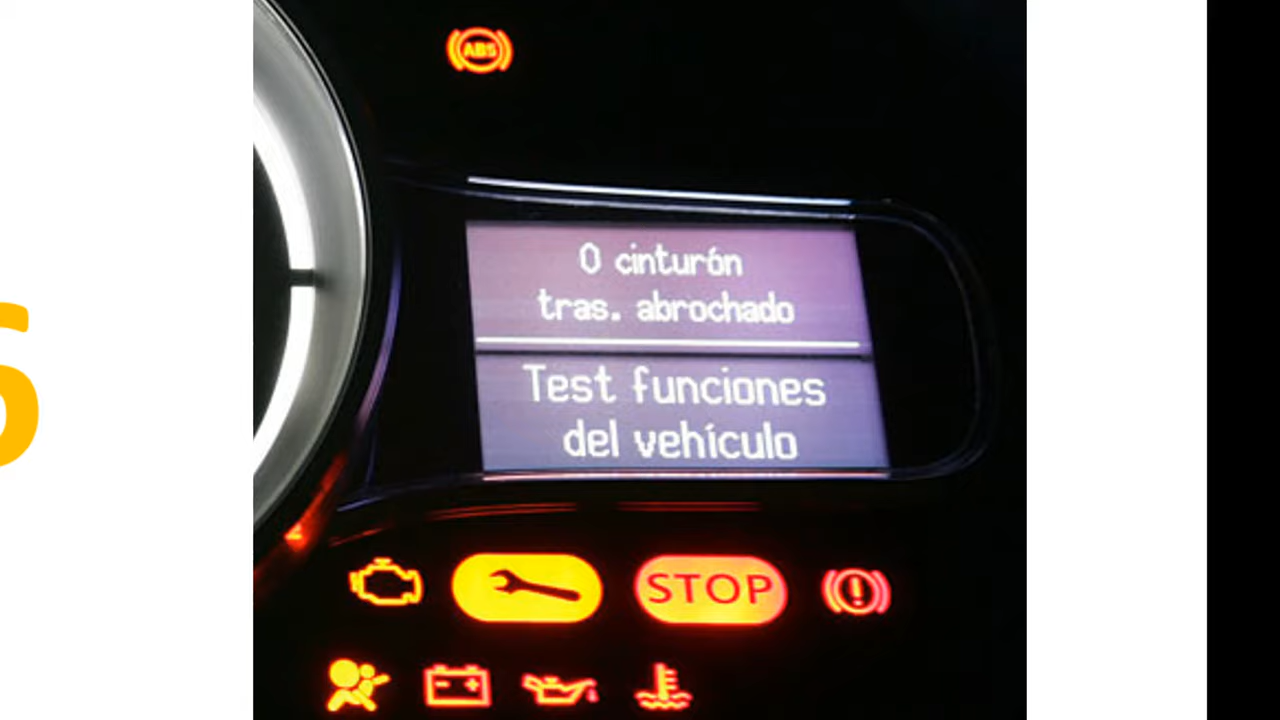 ABS
0 cinturón
tras. abrochado
Test funciones
del vehículo
STOP